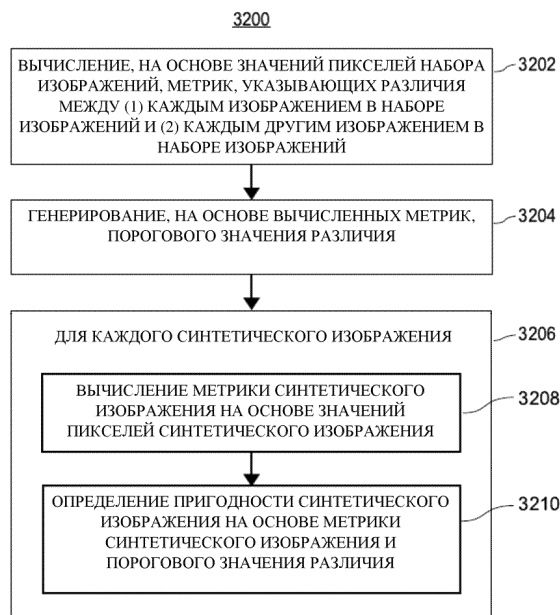 3200
ВЫЧИСЛЕНИЕ, НА ОСНОВЕ ЗНАЧЕНИЙ ПИКСЕЛЕЙ НАБОРА
ИЗОБРАЖЕНИЙ, МЕТРИК, УКАЗЫВАЮЩИХ РАЗЛИЧИЯ
МЕЖДУ (1) КАЖДЫМ ИЗОБРАЖЕНИЕМ В НАБОРЕ
ИЗОБРАЖЕНИЙ И (2) КАЖДЫМ ДРУГИМ ИЗОБРАЖЕНИЕМ В
НАБОРЕ ИЗОБРАЖЕНИЙ
3202
ГЕНЕРИРОВАНИЕ, НА ОСНОВЕ ВЫЧИСЛЕННЫХ МЕТРИК,
ПОРОГОВОГО ЗНАЧЕНИЯ РАЗЛИЧИЯ
3204
ДЛЯ КАЖДОГО СИНТЕТИЧЕСКОГО ИЗОБРАЖЕНИЯ
3206
ВЫЧИСЛЕНИЕ МЕТРИКИ СИНТЕТИЧЕСКОГО
ИЗОБРАЖЕНИЯ НА ОСНОВЕ ЗНАЧЕНИЙ
ПИКСЕЛЕЙ СИНТЕТИЧЕСКОГО ИЗОБРАЖЕНИЯ
3208
ОПРЕДЕЛЕНИЕ ПРИГОДНОСТИ СИНТЕТИЧЕСКОГО
ИЗОБРАЖЕНИЯ НА ОСНОВЕ МЕТРИКИ
СИНТЕТИЧЕСКОГО ИЗОБРАЖЕНИЯ И
ПОРОГОВОГО ЗНАЧЕНИЯ РАЗЛИЧИЯ
3210